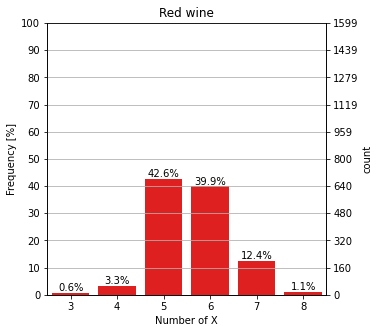 Red wine
100 1599
90 1439
80 1279
70 1119
60 959
50 800
40 640
30 480
20 320
10 160
0 0
Frequency [%]
count
0.6% 3.3% 42.6% 39.9% 12.4% 1.1%
3 4 5 6 7 8
Number of X